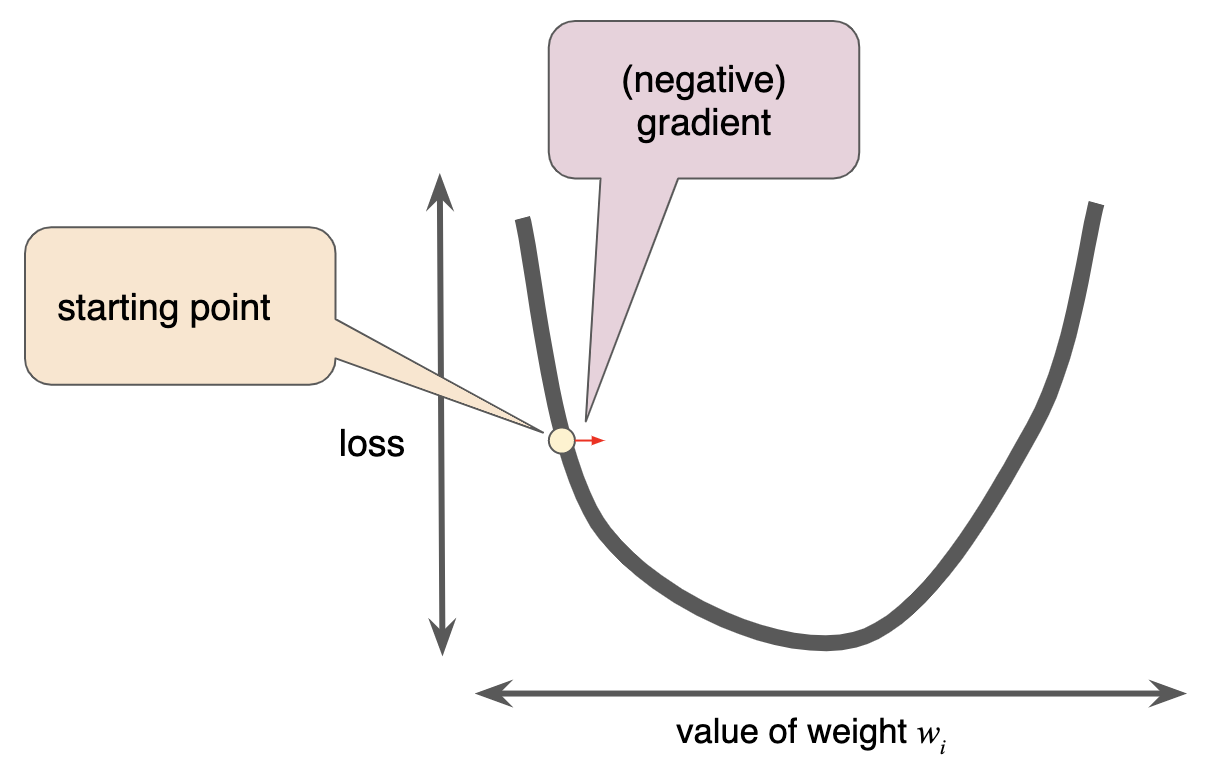 (negative)
gradient
starting point
loss
value of weight wᵢ